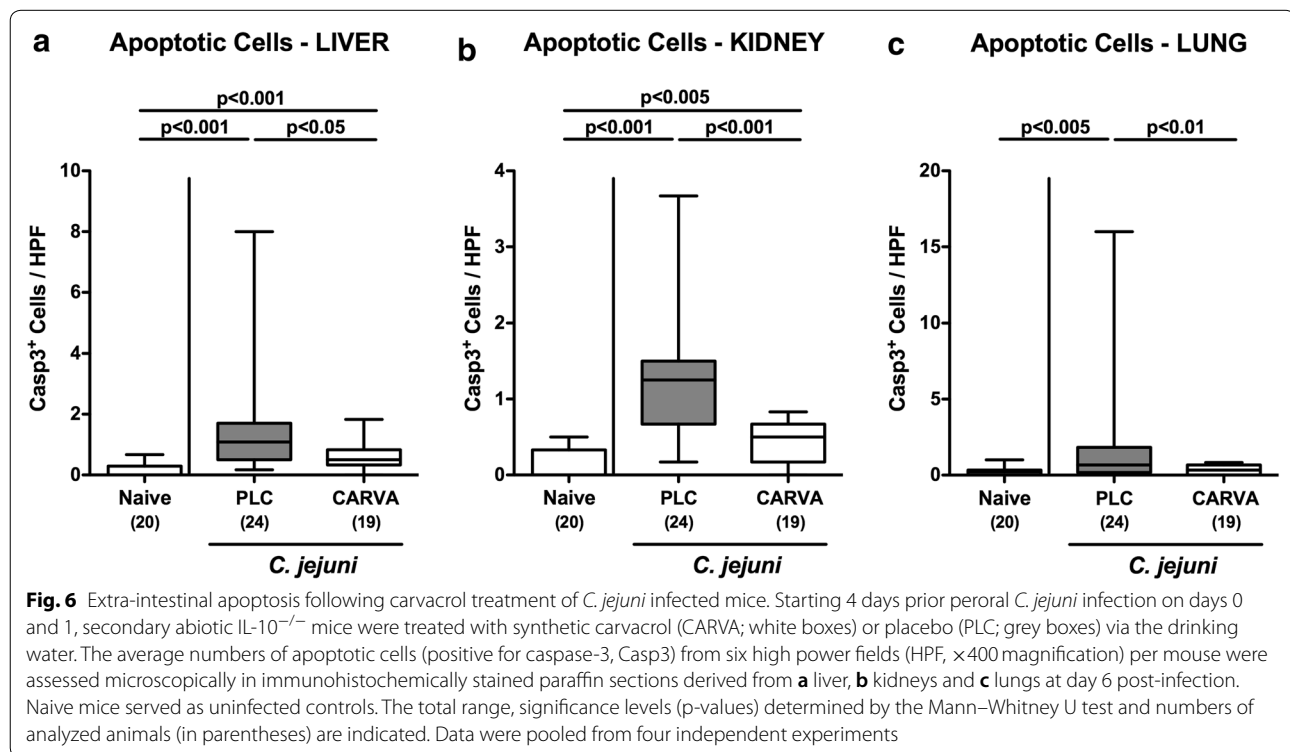 a Apoptotic Cells - LIVER
p<0.001
p<0.001 p<0.05
10
8
6
4
2
0
Casp3+ Cells / HPF
Naive PLC CARVA
(20) (24) (19)
C. jejuni
b Apoptotic Cells - KIDNEY
p<0.005
p<0.001 p<0.001
4
3
2
1
0
Casp3+ Cells / HPF
Naive PLC CARVA
(20) (24) (19)
C. jejuni
c Apoptotic Cells - LUNG
p<0.005 p<0.01
20
15
10
5
0
Casp3+ Cells / HPF
Naive PLC CARVA
(20) (24) (19)
C. jejuni
Fig. 6 Extra-intestinal apoptosis following carvacrol treatment of C. jejuni infected mice. Starting 4 days prior peroral C. jejuni infection on days 0
and 1, secondary abiotic IL-10−/− mice were treated with synthetic carvacrol (CARVA; white boxes) or placebo (PLC; grey boxes) via the drinking
water. The average numbers of apoptotic cells (positive for caspase-3, Casp3) from six high power fields (HPF, ×400 magnification) per mouse were
assessed microscopically in immunohistochemically stained paraffin sections derived from a liver, b kidneys and c lungs at day 6 post-infection.
Naive mice served as uninfected controls. The total range, significance levels (p-values) determined by the Mann–Whitney U test and numbers of
analyzed animals (in parentheses) are indicated. Data were pooled from four independent experiments